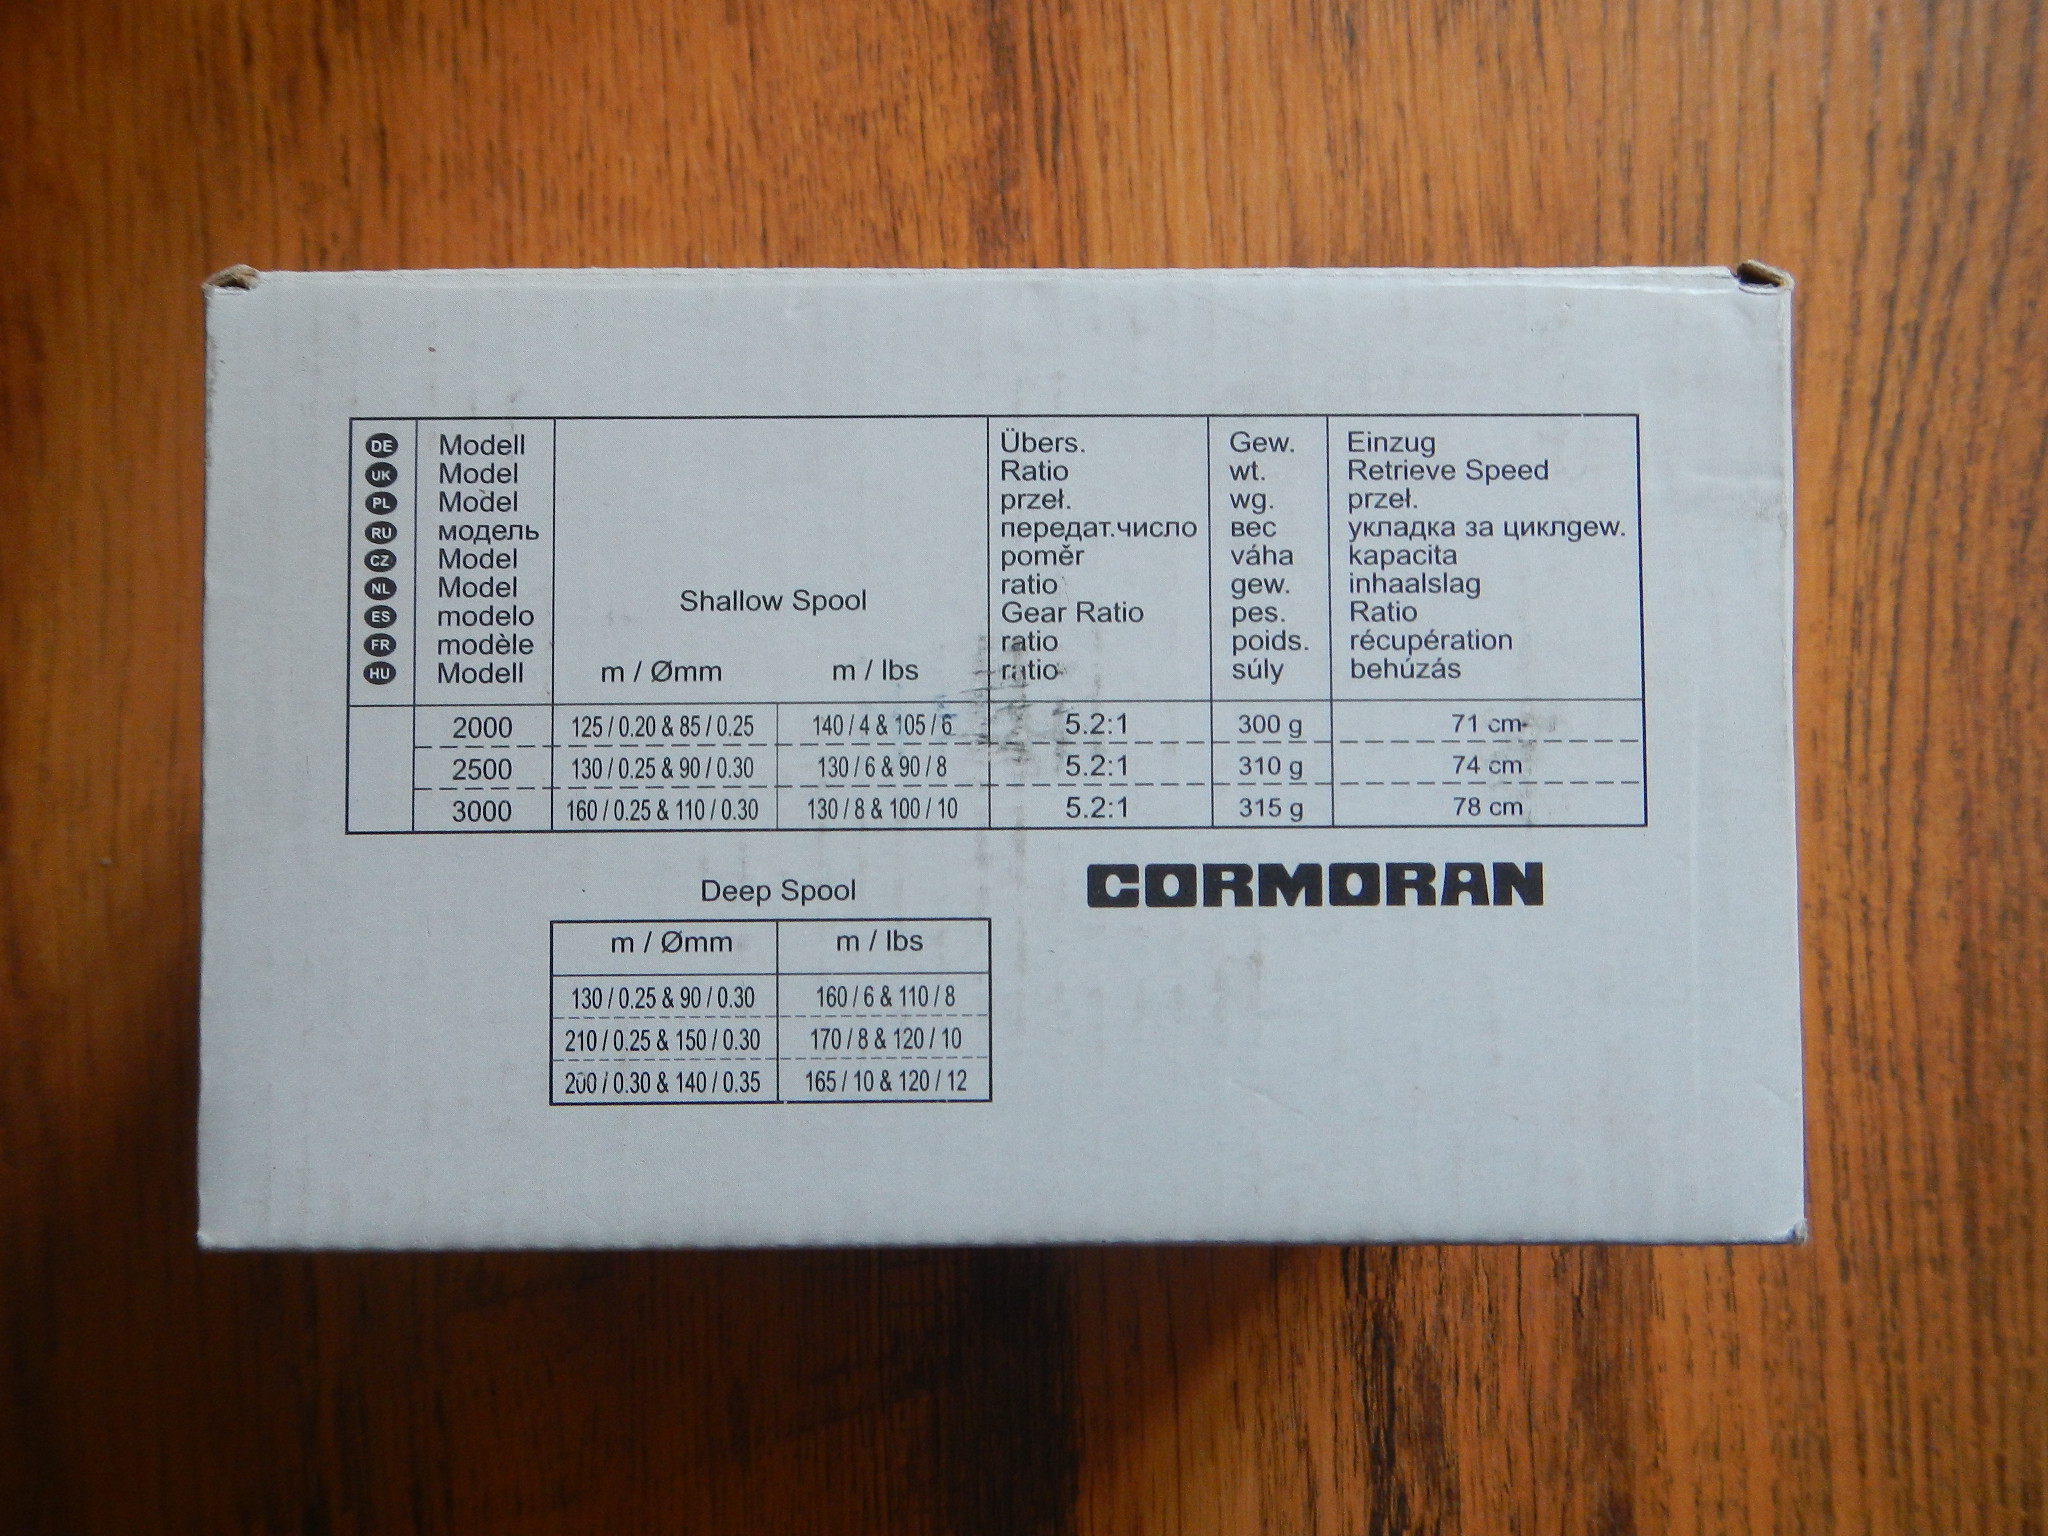 DE Modell Übers. Gew. Einzug
UK Model Ratio wt. Retrieve Speed
PL Model przeł. wg. przeł.
RU модель передат.число вес укладка за циклgew.
CZ Model poměr váha kapacita
NL Model ratio gew. inhaalslag
Shallow Spool
ES modelo Gear Ratio pes. Ratio
FR modèle ratio poids. récupération
HU Modell m / Ømm m / lbs ratio súly behúzás
2000 125 / 0.20 & 85 / 0.25 140 / 4 & 105 / 6 5.2:1 300 g 71 cm
2500 130 / 0.25 & 90 / 0.30 130 / 6 & 90 / 8 5.2:1 310 g 74 cm
3000 160 / 0.25 & 110 / 0.30 130 / 8 & 100 / 10 5.2:1 315 g 78 cm
CORMORAN
Deep Spool
m / Ømm m / lbs
130 / 0.25 & 90 / 0.30 160 / 6 & 110 / 8
210 / 0.25 & 150 / 0.30 170 / 8 & 120 / 10
200 / 0.30 & 140 / 0.35 165 / 10 & 120 / 12